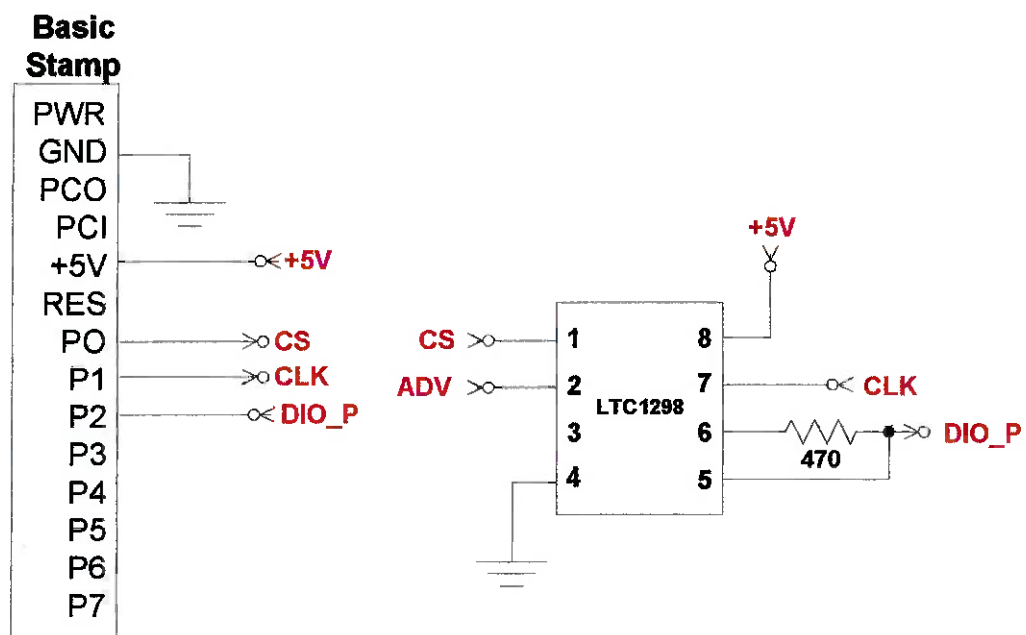 Basic
Stamp
PWR
GND
PCO
PCI
+5V
RES
PO
P1
P2
P3
P4
P5
P6
P7
+5V
CS
CLK
DIO_P
+5V
CS
ADV
1
2
3
4
LTC1298
8
7
6
5
CLK
470
DIO_P